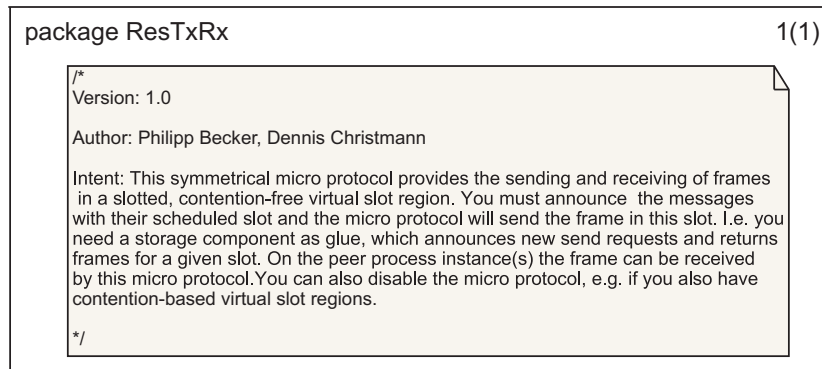 package ResTxRx 1(1)
/*
Version: 1.0
Author: Philipp Becker, Dennis Christmann
Intent: This symmetrical micro protocol provides the sending and receiving of frames
in a slotted, contention-free virtual slot region. You must announce the messages
with their scheduled slot and the micro protocol will send the frame in this slot. I.e. you
need a storage component as glue, which announces new send requests and returns
frames for a given slot. On the peer process instance(s) the frame can be received
by this micro protocol.You can also disable the micro protocol, e.g. if you also have
contention-based virtual slot regions.
*/